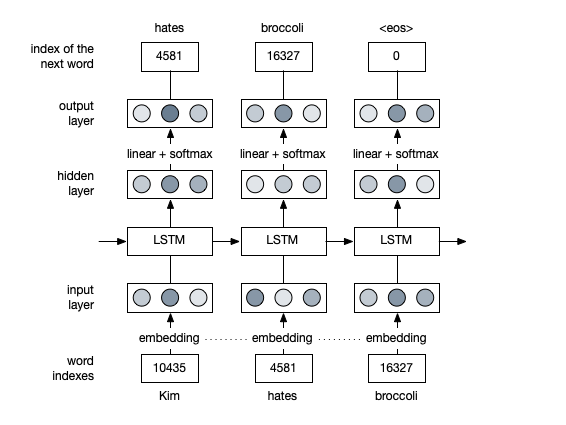 hates broccoli <eos>
index of the
next word
4581 16327 0
output
layer
linear + softmax linear + softmax linear + softmax
hidden
layer
LSTM LSTM LSTM
input
layer
embedding embedding embedding
word
indexes
10435 4581 16327
Kim hates broccoli